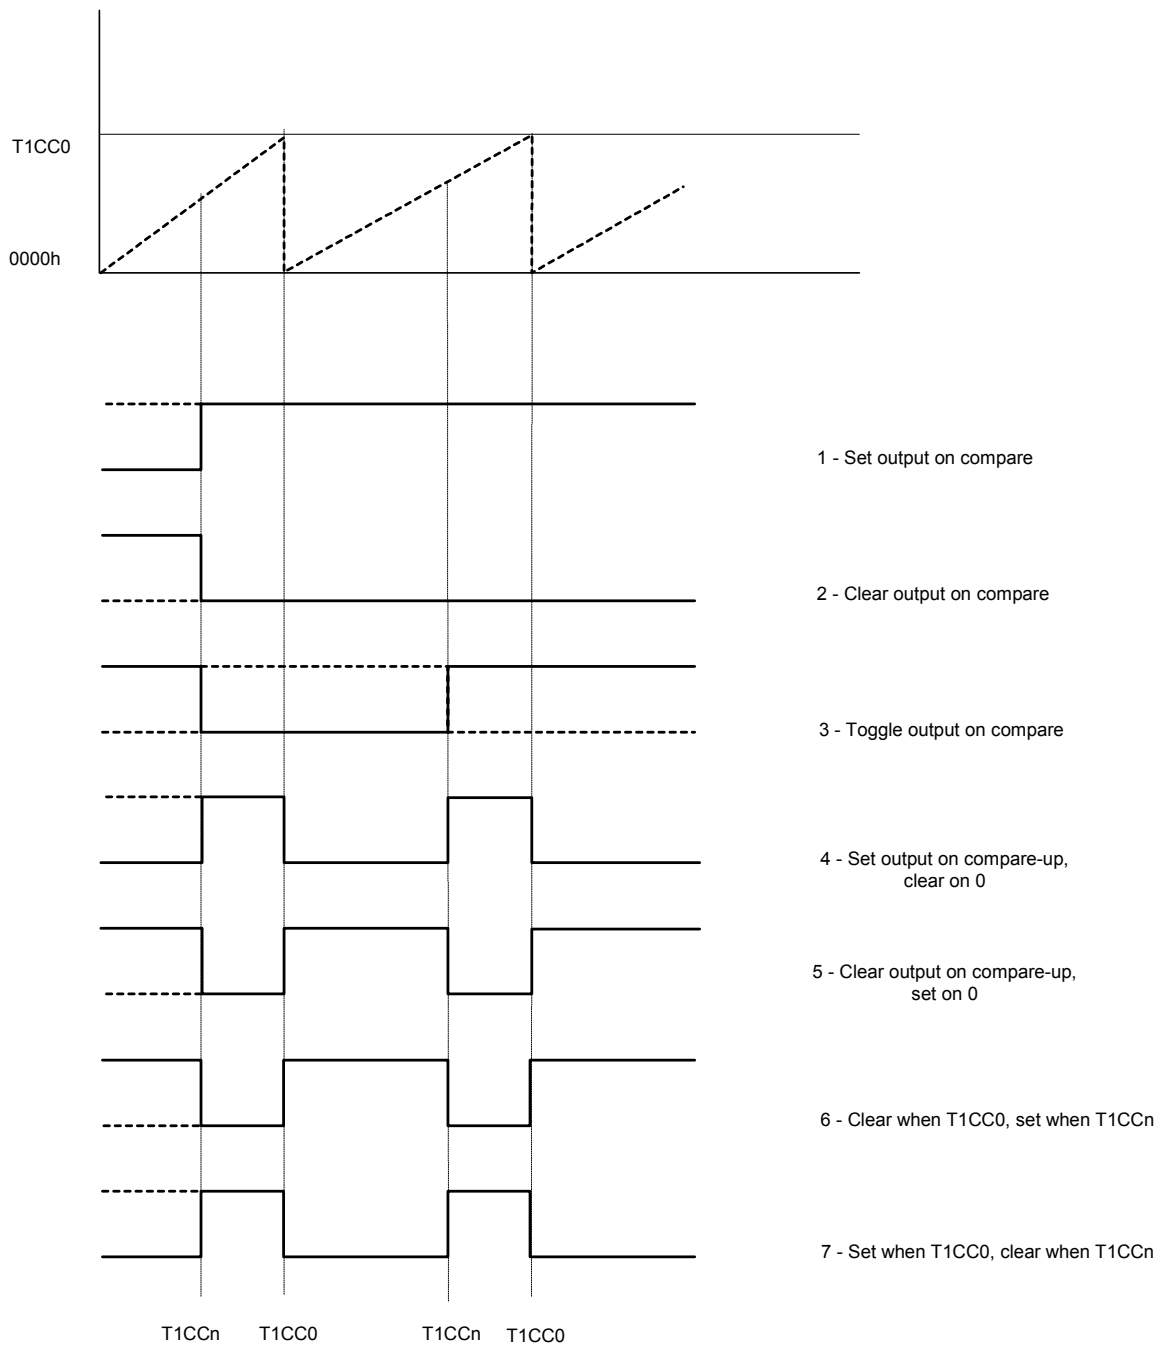 T1CC0
0000h
1 - Set output on compare
2 - Clear output on compare
3 - Toggle output on compare
4 - Set output on compare-up,
clear on 0
5 - Clear output on compare-up,
set on 0
6 - Clear when T1CC0, set when T1CCn
7 - Set when T1CC0, clear when T1CCn
T1CCn T1CC0 T1CCn T1CC0